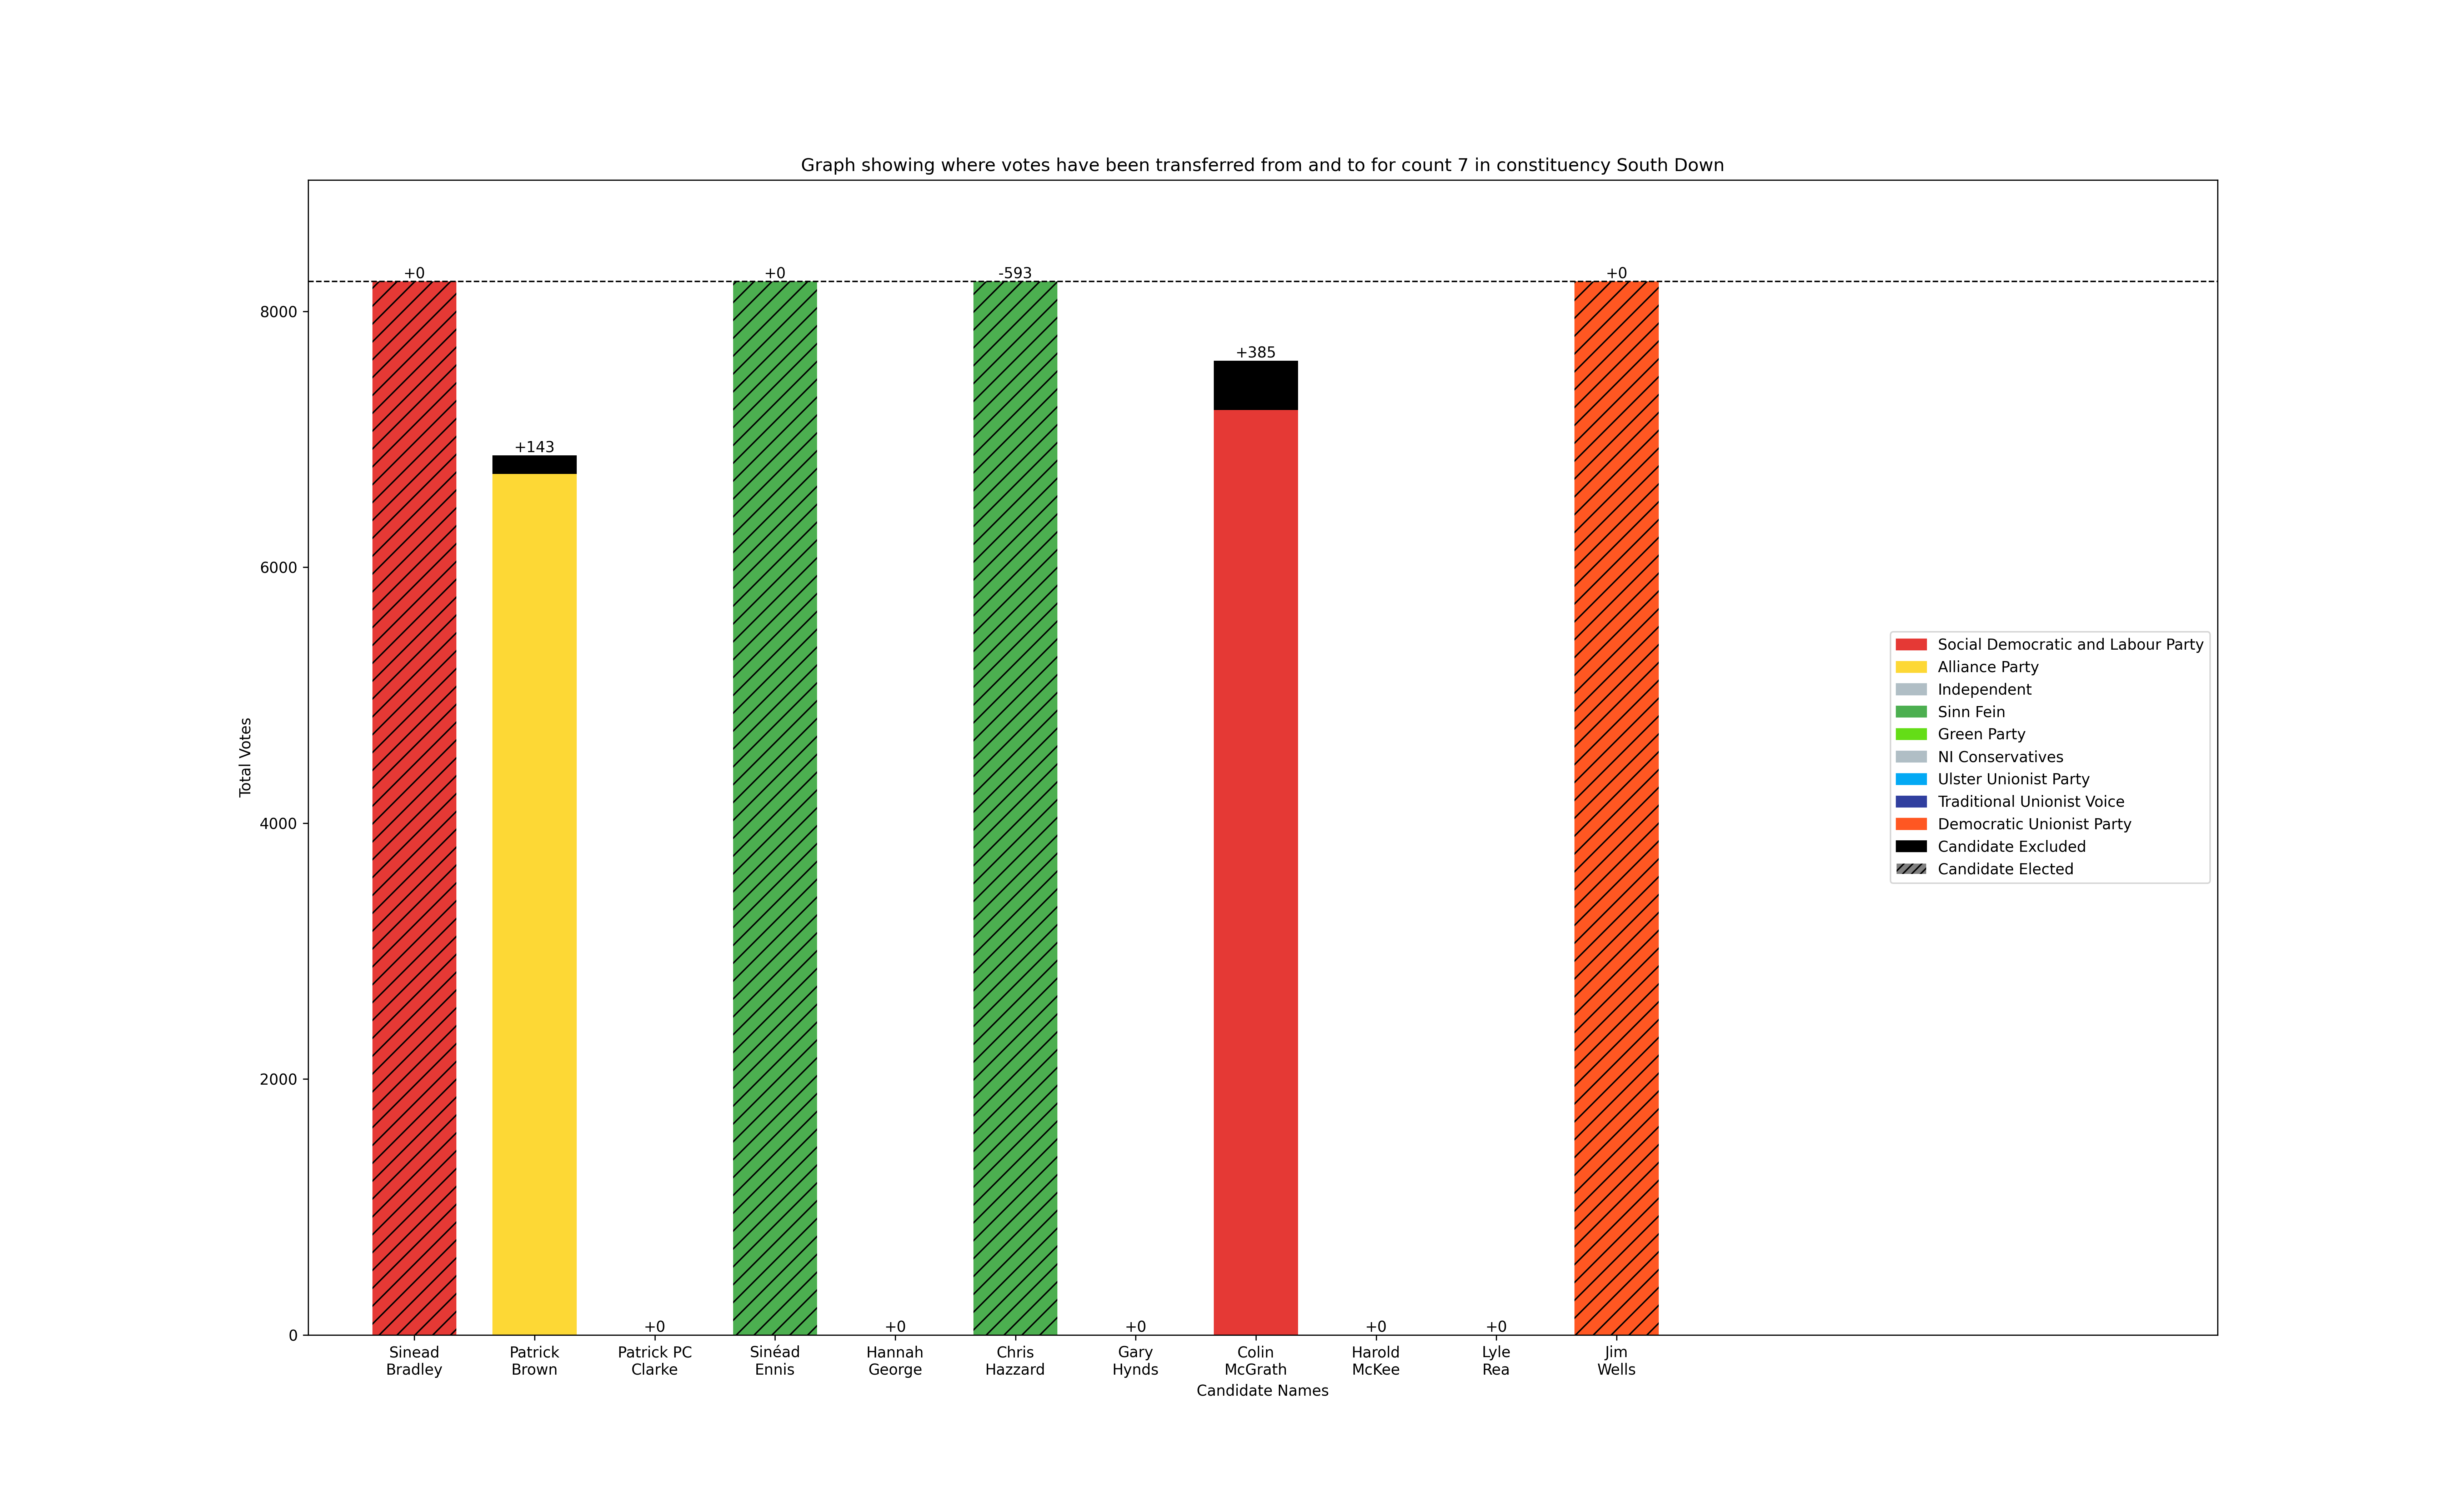 Graph showing where votes have been transferred from and to for count 7 in constituency South Down
+0
+0
-593
+0
+385
+143
+0
+0
+0
+0
+0
8000
6000
4000
2000
0
Total Votes
Social Democratic and Labour Party
Alliance Party
Independent
Sinn Fein
Green Party
NI Conservatives
Ulster Unionist Party
Traditional Unionist Voice
Democratic Unionist Party
Candidate Excluded
Candidate Elected
Sinead
Bradley
Patrick
Brown
Patrick PC
Clarke
Sinéad
Ennis
Hannah
George
Chris
Hazzard
Gary
Hynds
Colin
McGrath
Harold
McKee
Lyle
Rea
Jim
Wells
Candidate Names